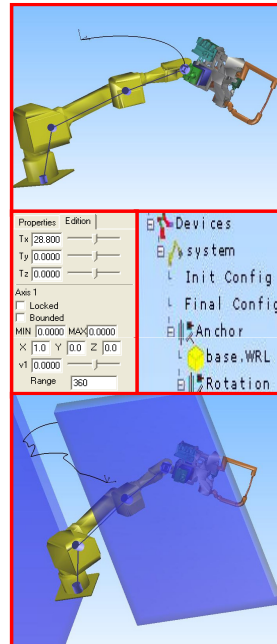 Properties Edition
Tx 28.800
Ty 0.0000
Tz 0.0000
Axis 1
Locked
Bounded
MIN 0.0000 MAX 0.0000
X 1.0 Y 0.0 Z 0.0
v1 0.0000
Range 360
Devices
system
Init Config
Final Config
Anchor
base.WRL
Rotation